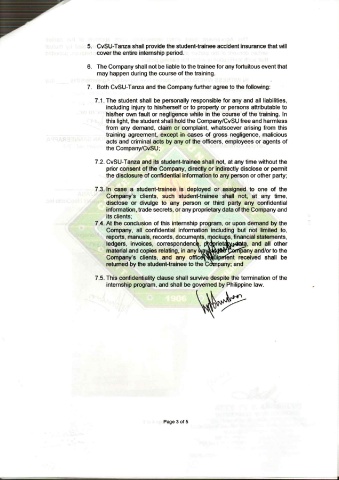 5. CvSU-Tanza shall provide the student-trainee accident insurance that will
cover the entire internship period.
6. The Company shall not be liable to the trainee for any fortuitous event that
may happen during the course of the training.
7. Both CvSU-Tanza and the Company further agree to the following:
7.1. The student shall be personally responsible for any and all liabilities,
including injury to his/herself or to property or persons attributable to
his/her own fault or negligence while in the course of the training. In
this light, the student shall hold the Company/CvSU free and harmless
from any demand, claim or complaint, whatsoever arising from this
training agreement, except in cases of gross negligence, malicious
acts and criminal acts by any of the officers, employees or agents of
the Company/CvSU;
7.2. CvSU-Tanza and its student-trainee shall not, at any time without the
prior consent of the Company, directly or indirectly disclose or permit
the disclosure of confidential information to any person or other party;
7.3. In case a student-trainee is deployed or assigned to one of the
Company's clients, such student-trainee shall not, at any time,
disclose or divulge to any person or third party any confidential
information, trade secrets, or any proprietary data of the Company and
its clients;
7.4. At the conclusion of this internship program, or upon demand by the
Company, all confidential information including but not limited to,
reports, manuals, records, documents, mockups, financial statements,
ledgers, invoices, correspondence, proprietary data, and all other
material and copies relating, in any way, to the Company and/or to the
Company's clients, and any office equipment received shall be
returned by the student-trainee to the Company; and
7.5. This confidentiality clause shall survive despite the termination of the
internship program, and shall be governed by Philippine law.
1906
Page 3 of 5